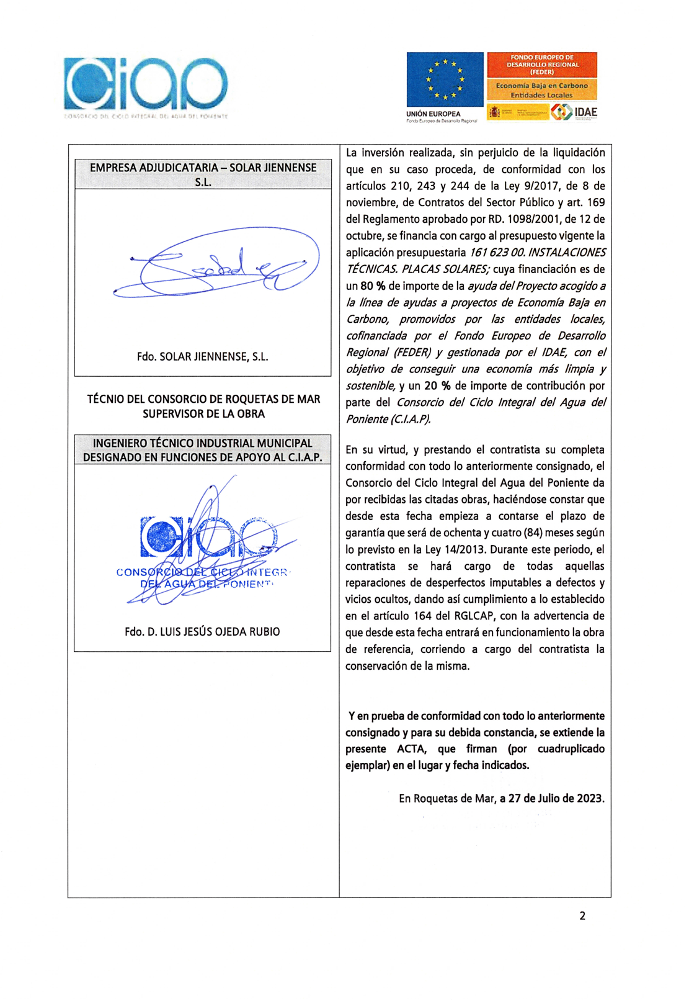 Ciap
CONSORCIO DEL CICLO INTEGRAL DEL AGUA DEL PONIENTE
UNIÓN EUROPEA
Fondo Europeo de Desarrollo Regional
FONDO EUROPEO DE
DESARROLLO REGIONAL
(FEDER)
Economía Baja en Carbono
Entidades Locales
IDAE
EMPRESA ADJUDICATARIA – SOLAR JIENNENSE
S.L.
Fdo. SOLAR JIENNENSE, S.L.
TÉCNIO DEL CONSORCIO DE ROQUETAS DE MAR
SUPERVISOR DE LA OBRA
INGENIERO TÉCNICO INDUSTRIAL MUNICIPAL
DESIGNADO EN FUNCIONES DE APOYO AL C.I.A.P.
Ciap
CONSORCIO DEL CICLO INTEGR
DEL AGUA DEL PONIENT
Fdo. D. LUIS JESÚS OJEDA RUBIO
La inversión realizada, sin perjuicio de la liquidación
que en su caso proceda, de conformidad con los
artículos 210, 243 y 244 de la Ley 9/2017, de 8 de
noviembre, de Contratos del Sector Público y art. 169
del Reglamento aprobado por RD. 1098/2001, de 12 de
octubre, se financia con cargo al presupuesto vigente la
aplicación presupuestaria 161 623 00. INSTALACIONES
TÉCNICAS. PLACAS SOLARES; cuya financiación es de
un 80 % de importe de la ayuda del Proyecto acogido a
la línea de ayudas a proyectos de Economía Baja en
Carbono, promovidos por las entidades locales,
cofinanciada por el Fondo Europeo de Desarrollo
Regional (FEDER) y gestionada por el IDAE, con el
objetivo de conseguir una economía más limpia y
sostenible, y un 20 % de importe de contribución por
parte del Consorcio del Ciclo Integral del Agua del
Poniente (C.I.A.P).
En su virtud, y prestando el contratista su completa
conformidad con todo lo anteriormente consignado, el
Consorcio del Ciclo Integral del Agua del Poniente da
por recibidas las citadas obras, haciéndose constar que
desde esta fecha empieza a contarse el plazo de
garantía que será de ochenta y cuatro (84) meses según
lo previsto en la Ley 14/2013. Durante este periodo, el
contratista se hará cargo de todas aquellas
reparaciones de desperfectos imputables a defectos y
vicios ocultos, dando así cumplimiento a lo establecido
en el artículo 164 del RGLCAP, con la advertencia de
que desde esta fecha entrará en funcionamiento la obra
de referencia, corriendo a cargo del contratista la
conservación de la misma.
Y en prueba de conformidad con todo lo anteriormente
consignado y para su debida constancia, se extiende la
presente ACTA, que firman (por cuadruplicado
ejemplar) en el lugar y fecha indicados.
En Roquetas de Mar, a 27 de Julio de 2023.
2